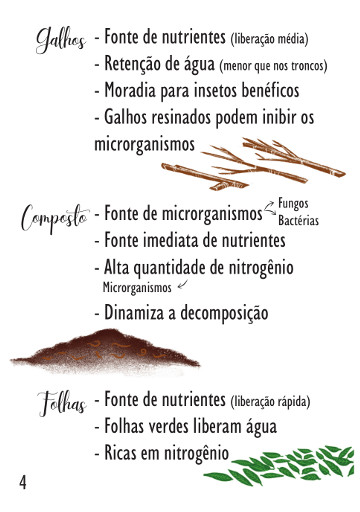 Galhos - Fonte de nutrientes (liberação média)
- Retenção de água (menor que nos troncos)
- Moradia para insetos benéficos
- Galhos resinados podem inibir os
microrganismos
Composto - Fonte de microrganismos Fungos
Bactérias
- Fonte imediata de nutrientes
- Alta quantidade de nitrogênio
Microrganismos
- Dinamiza a decomposição
Folhas - Fonte de nutrientes (liberação rápida)
- Folhas verdes liberam água
- Ricas em nitrogênio
4